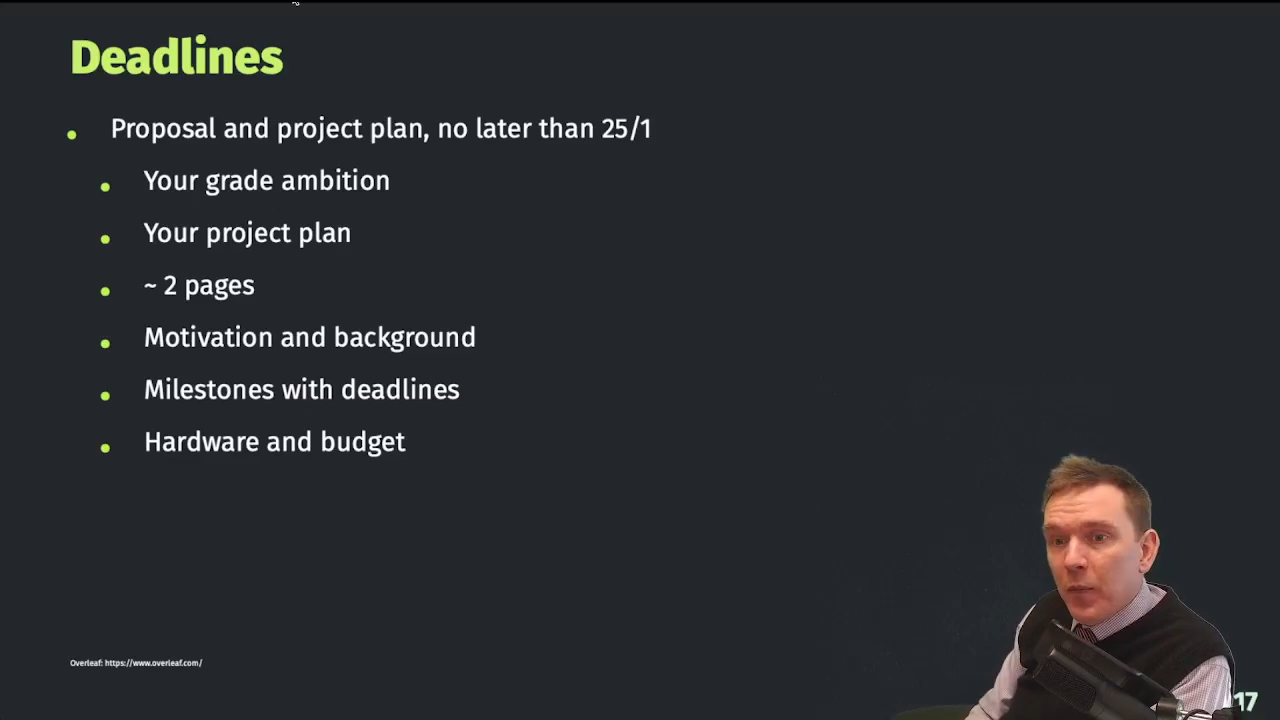 Deadlines
Proposal and project plan, no later than 25/1
Your grade ambition
Your project plan
~ 2 pages
Motivation and background
Milestones with deadlines
Hardware and budget
Overleaf: https://www.overleaf.com/
17